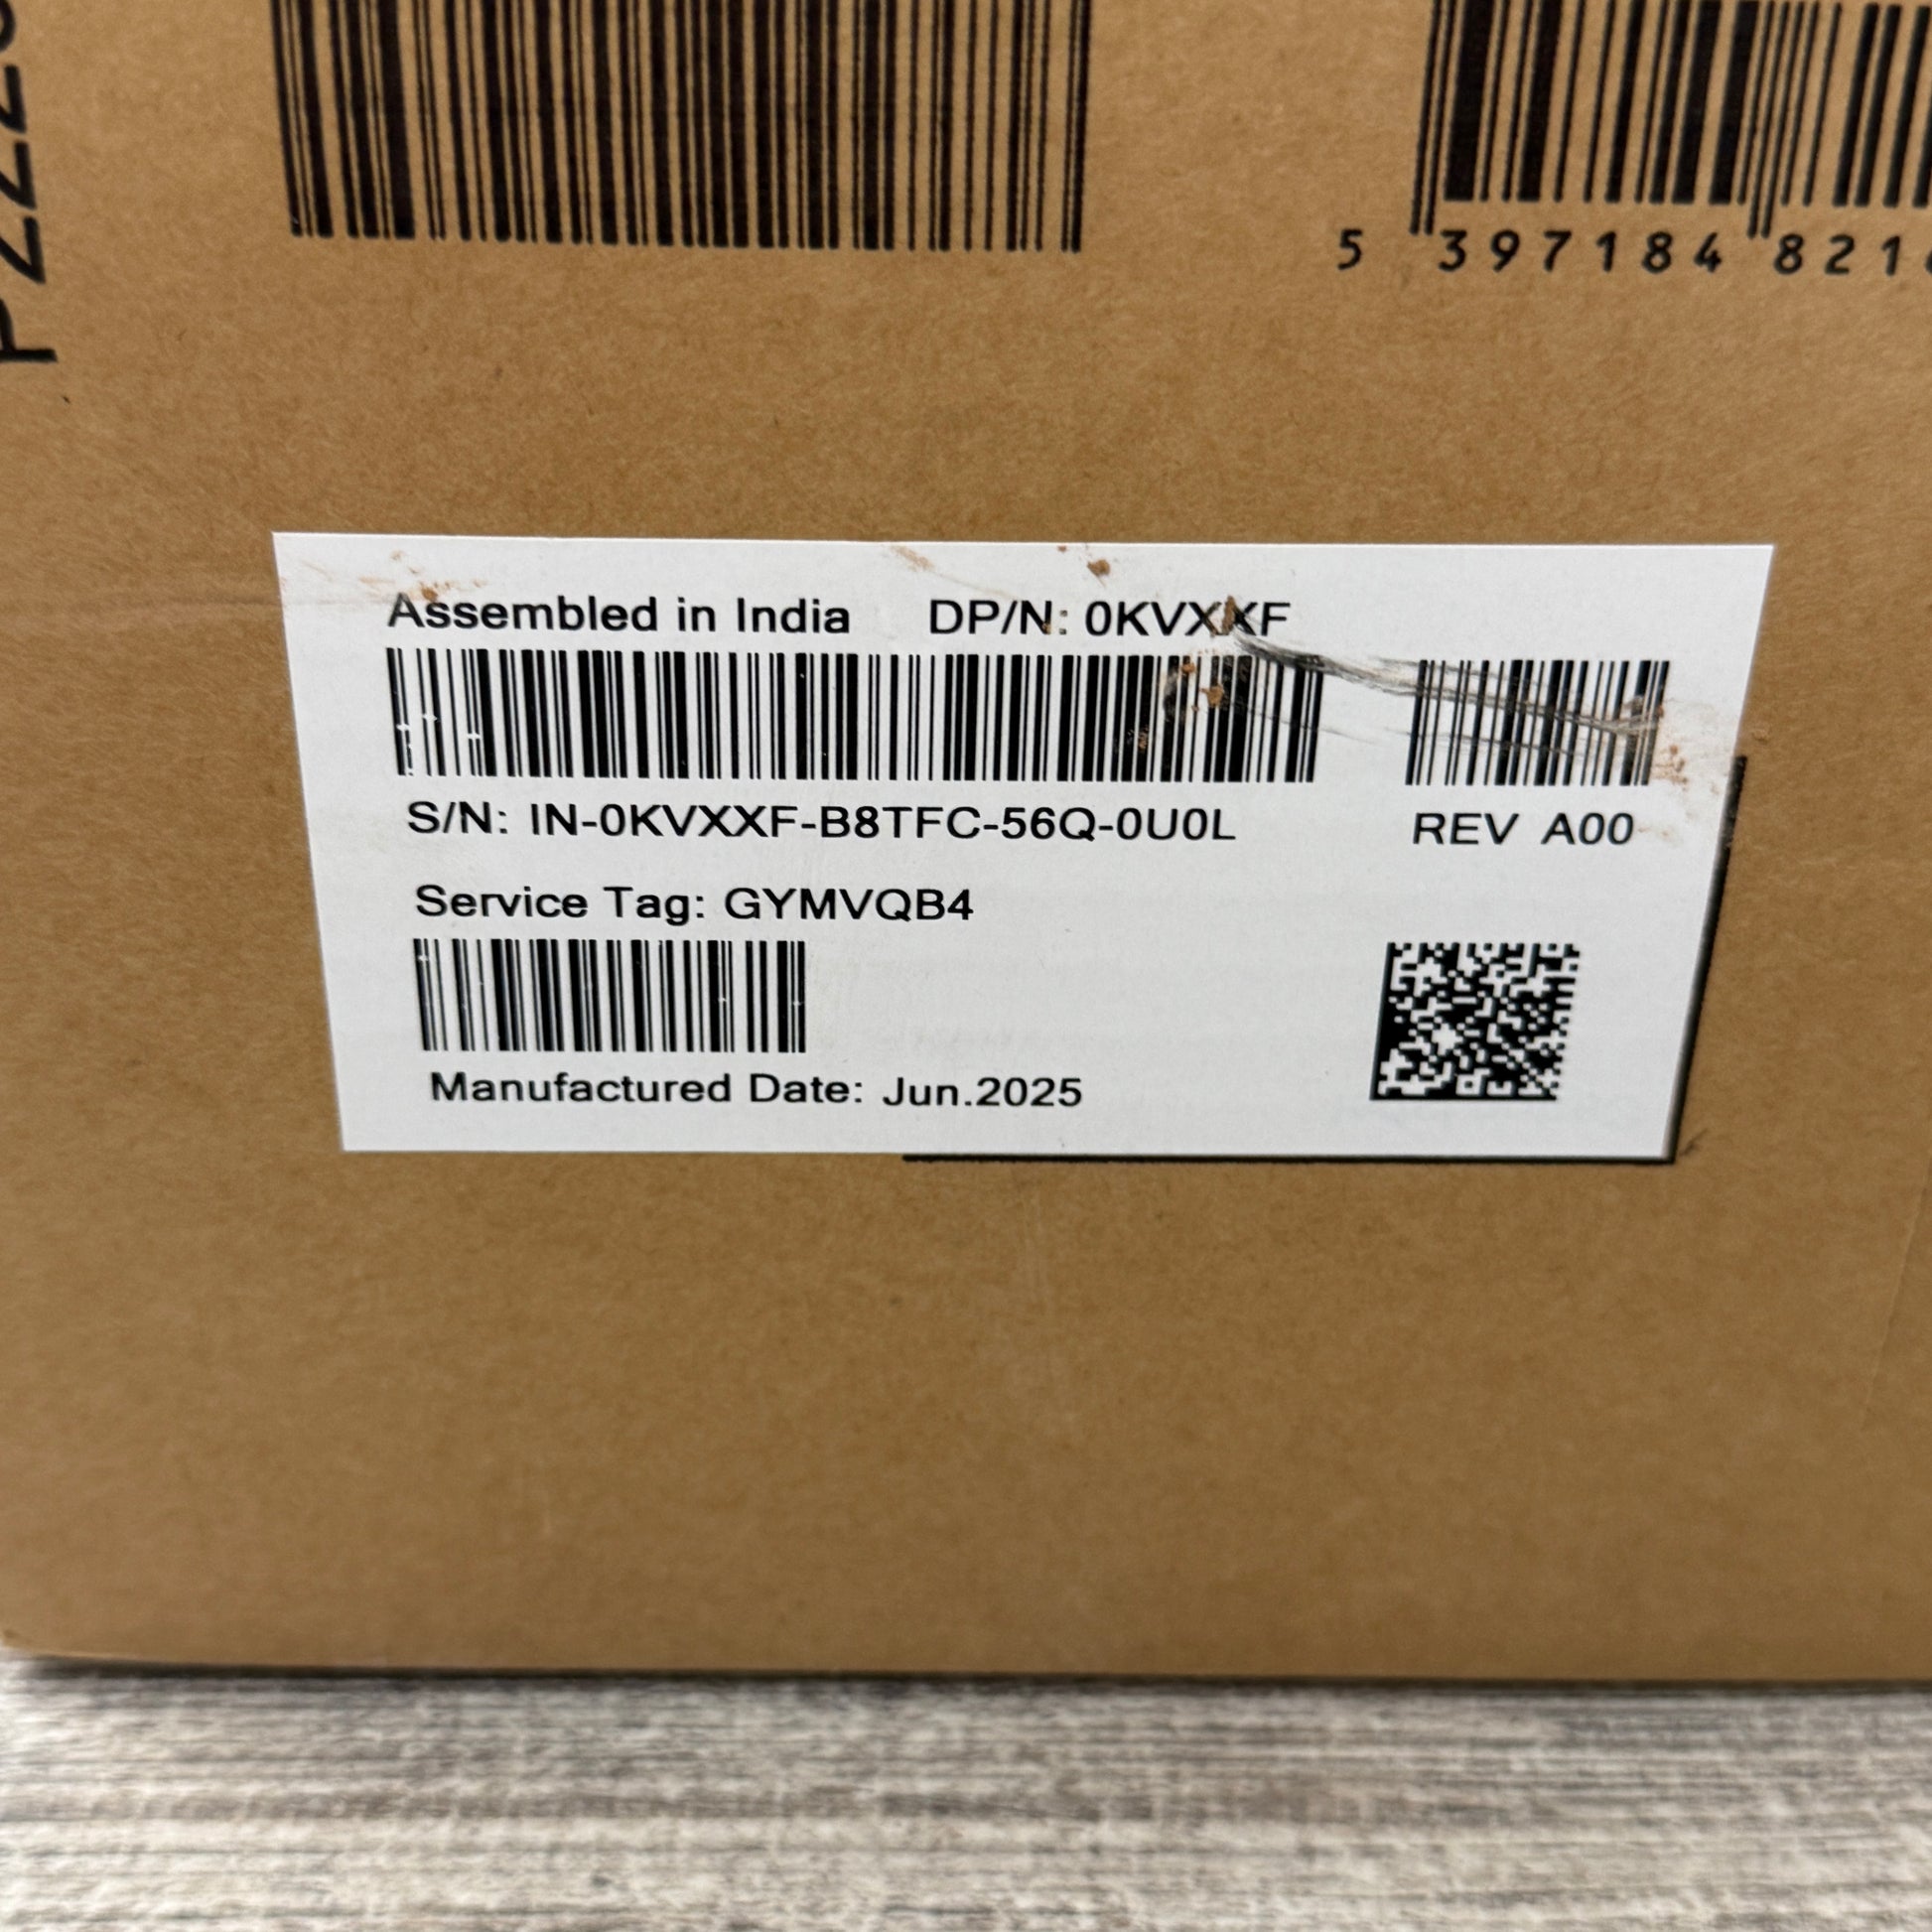 5 397184 821
Assembled in India DP/N: 0KVXXF
S/N: IN-0KVXXF-B8TFC-56Q-0U0L
REV A00
Service Tag: GYMVQB4
Manufactured Date: Jun.2025